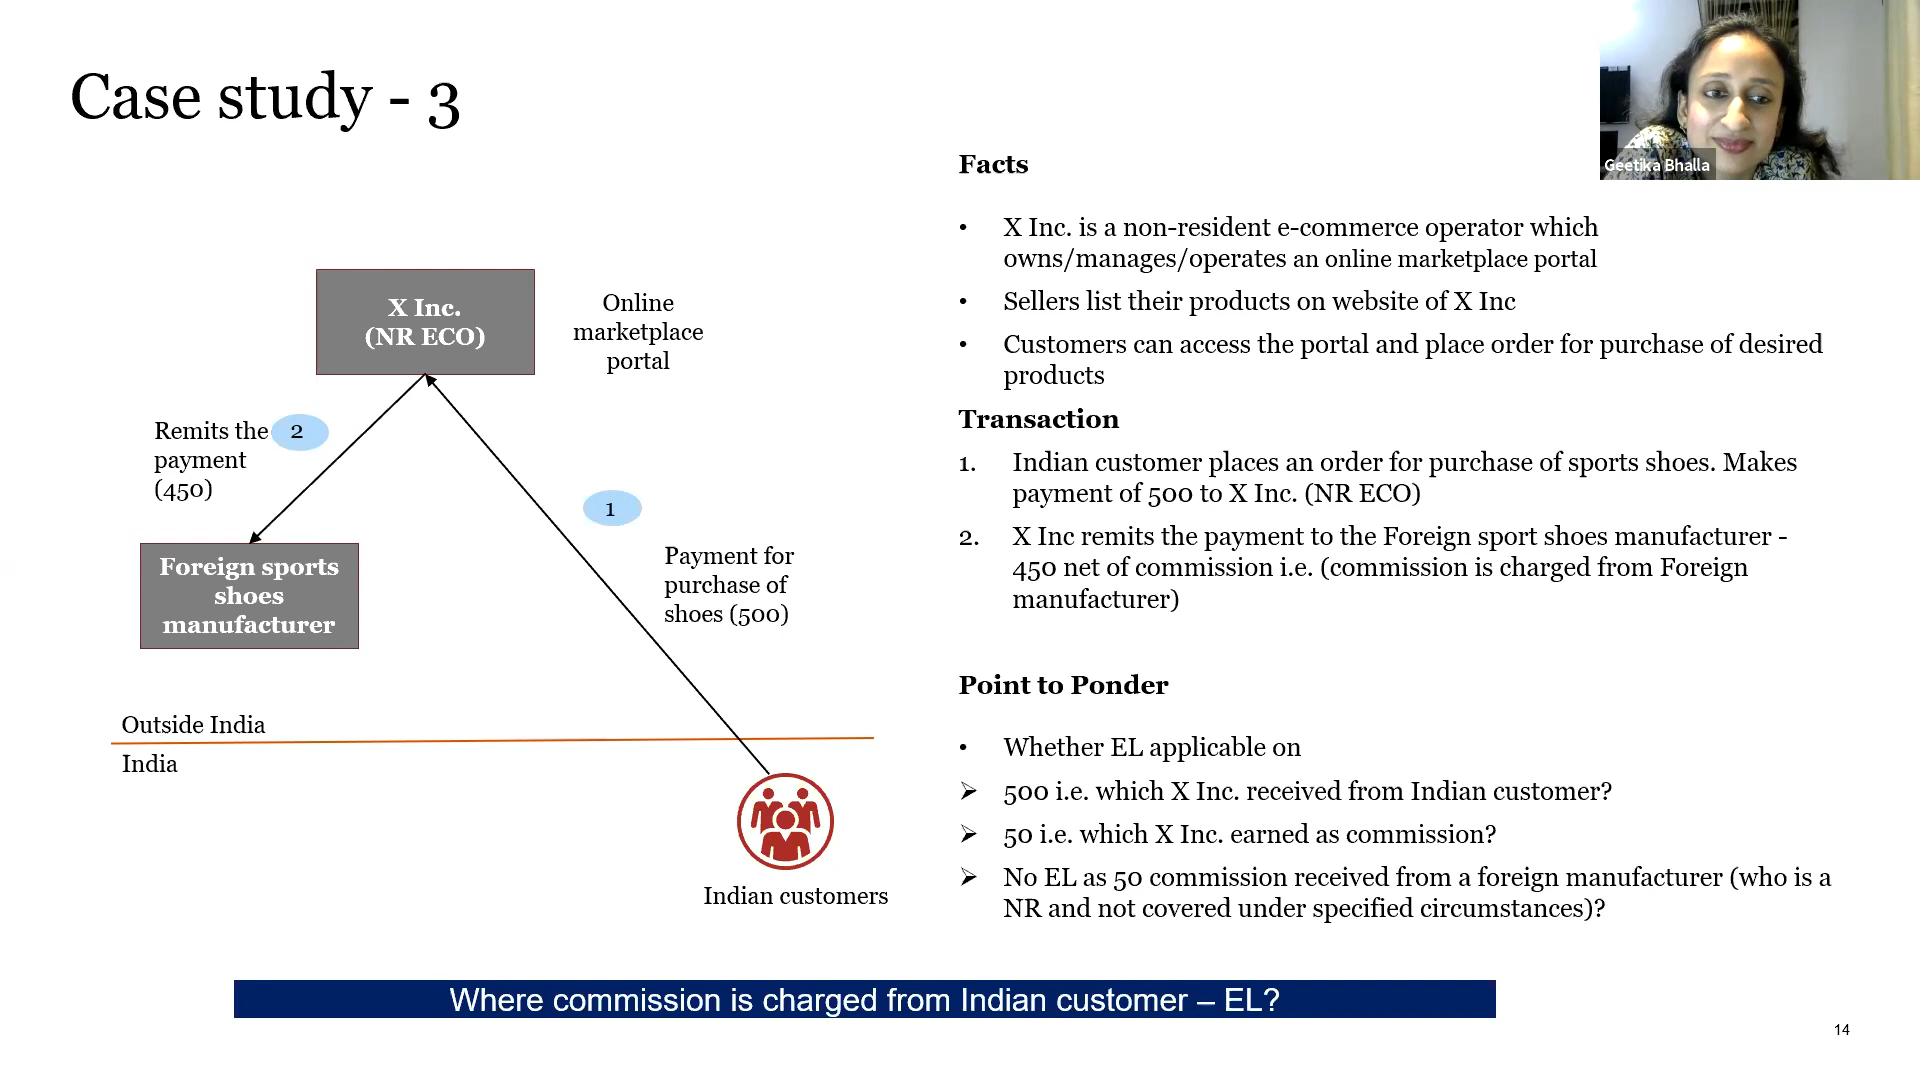 Case study - 3
Geetika Bhalla
X Inc.
(NR ECO)
Online
marketplace
portal
Remits the
payment
(450)
2
1
Foreign sports
shoes
manufacturer
Payment for
purchase of
shoes (500)
Outside India
India
Indian customers
Facts
• X Inc. is a non-resident e-commerce operator which
owns/manages/operates an online marketplace portal
• Sellers list their products on website of X Inc
• Customers can access the portal and place order for purchase of desired
products
Transaction
1. Indian customer places an order for purchase of sports shoes. Makes
payment of 500 to X Inc. (NR ECO)
2. X Inc remits the payment to the Foreign sport shoes manufacturer -
450 net of commission i.e. (commission is charged from Foreign
manufacturer)
Point to Ponder
• Whether EL applicable on
➢ 500 i.e. which X Inc. received from Indian customer?
➢ 50 i.e. which X Inc. earned as commission?
➢ No EL as 50 commission received from a foreign manufacturer (who is a
NR and not covered under specified circumstances)?
Where commission is charged from Indian customer – EL?
14